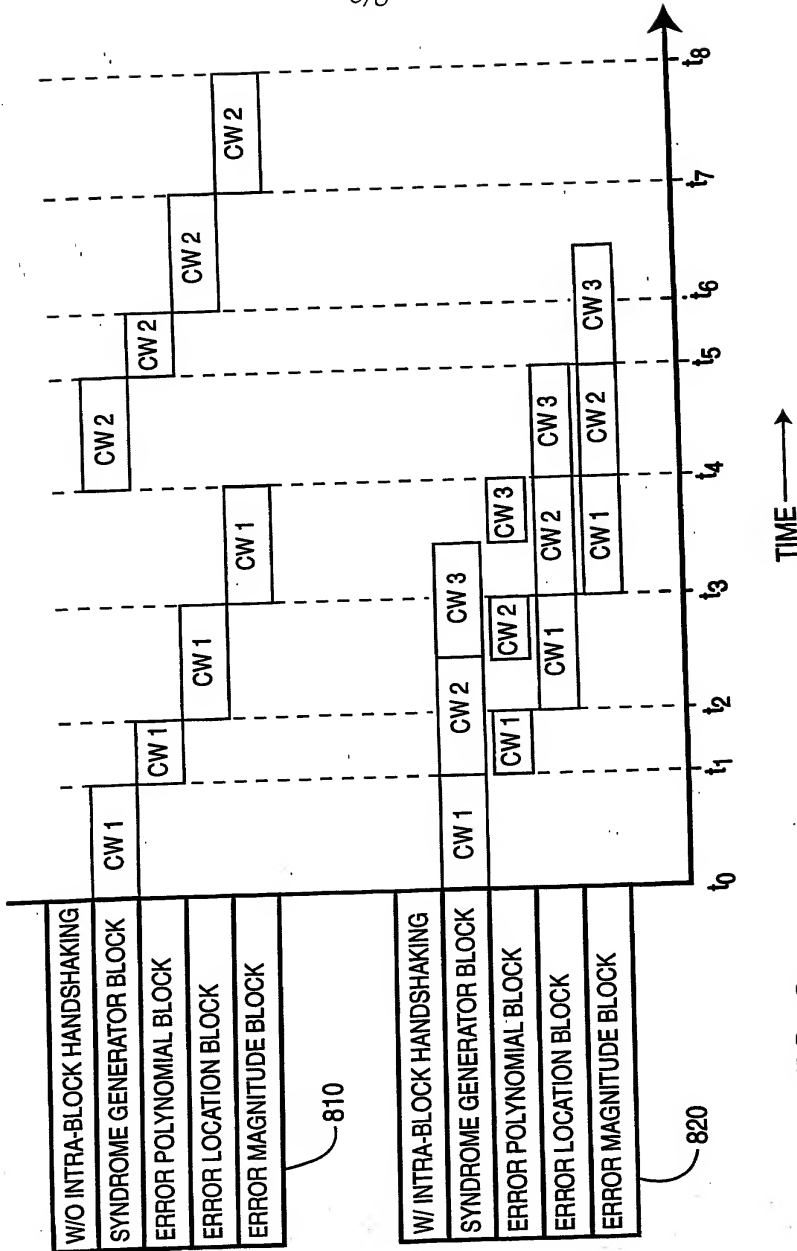 W/O INTRA-BLOCK HANDSHAKING
SYNDROME GENERATOR BLOCK CW 1 CW 2
ERROR POLYNOMIAL BLOCK CW 1 CW 2
ERROR LOCATION BLOCK CW 1 CW 2
ERROR MAGNITUDE BLOCK CW 1 CW 2
810
W/ INTRA-BLOCK HANDSHAKING
SYNDROME GENERATOR BLOCK CW 1 CW 2 CW 3
ERROR POLYNOMIAL BLOCK CW 1 CW 2 CW 3
ERROR LOCATION BLOCK CW 1 CW 2 CW 3
ERROR MAGNITUDE BLOCK CW 1 CW 2 CW 3
820
t0 t1 t2 t3 t4 t5 t6 t7 t8
TIME